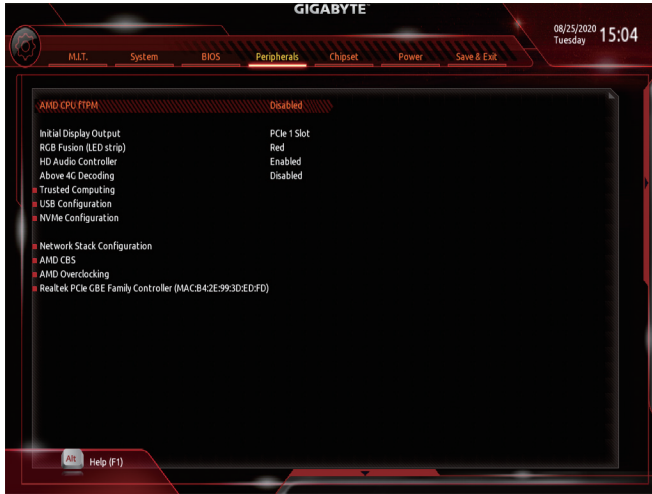 GIGABYTE
08/25/2020 Tuesday 15:04
M.I.T. System BIOS Peripherals Chipset Power Save & Exit
AMD CPU fTPM Disabled
Initial Display Output PCIe 1 Slot
RGB Fusion (LED strip) Red
HD Audio Controller Enabled
Above 4G Decoding Disabled
Trusted Computing
USB Configuration
NVMe Configuration
Network Stack Configuration
AMD CBS
AMD Overclocking
Realtek PCIe GBE Family Controller (MAC:B4:2E:99:3D:ED:FD)
Alt Help (F1)